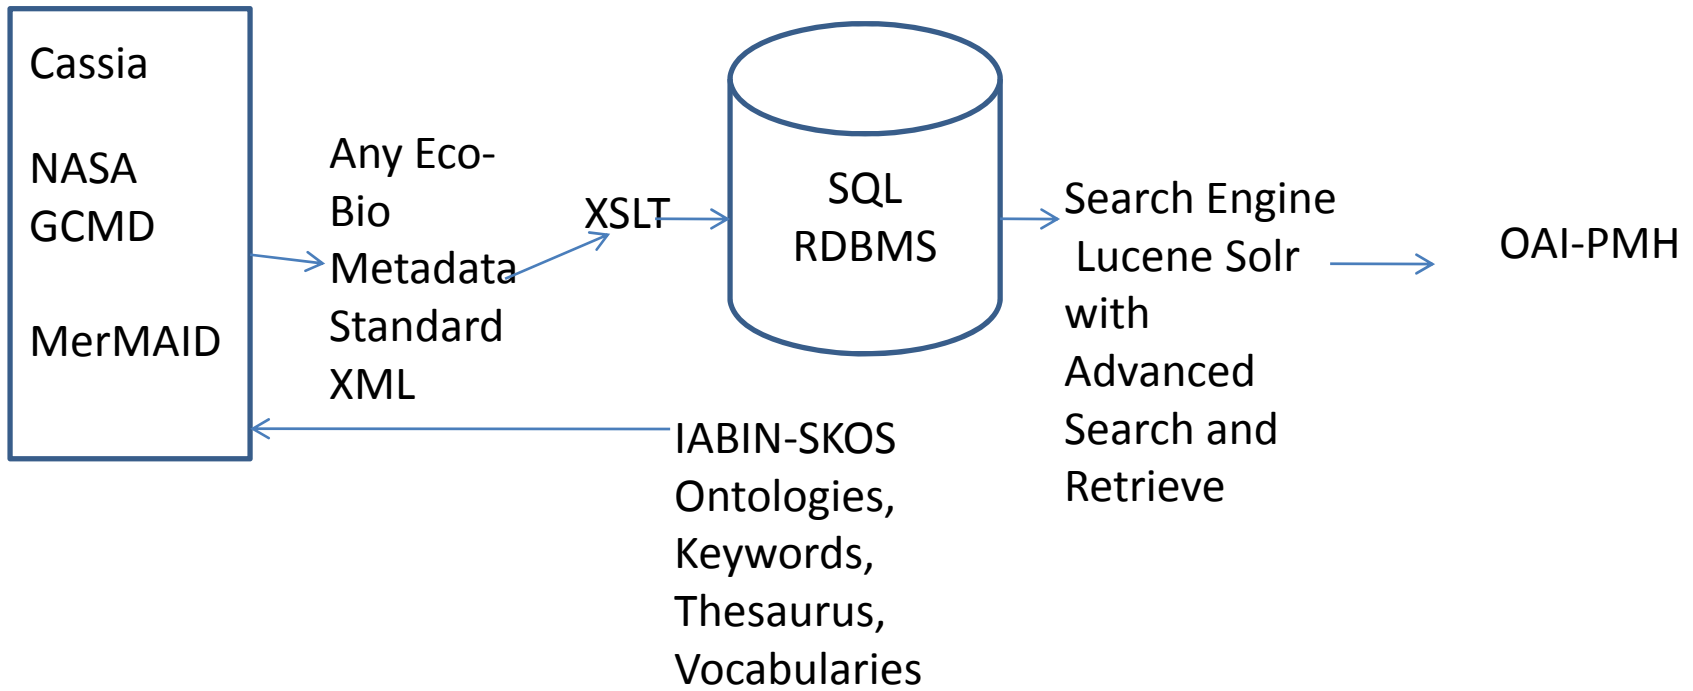 Cassia
NASA
GCMD
MerMAID
Any Eco-
Bio
Metadata
Standard
XML
XSLT
SQL
RDBMS
Search Engine
Lucene Solr
with
Advanced
Search and
Retrieve
OAI-PMH
IABIN-SKOS
Ontologies,
Keywords,
Thesaurus,
Vocabularies